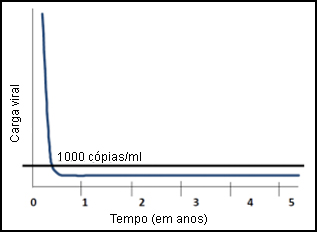 Carga viral
1000 cópias/ml
0 1 2 3 4 5
Tempo (em anos)